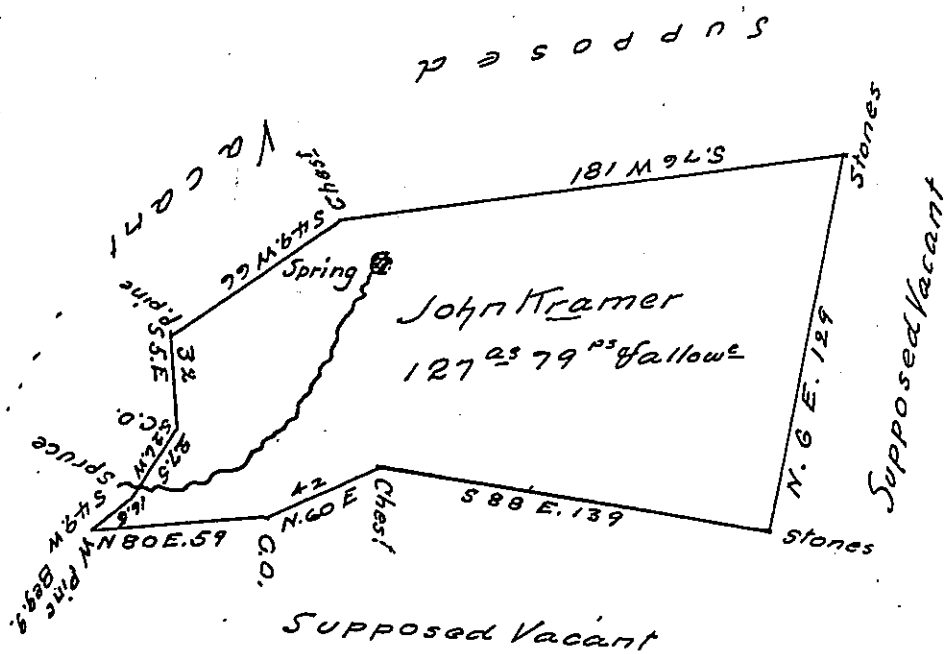 Supposed
Vacant
Chest
S.76 W 181
Stones
S 49.W 66
Spring
P.pine
S 5.E
32
John Kramer
127 as 79 ps & allowe
N. 6 E. 129
Supposed Vacant
C.O.
S 26.W
27.5
Spruce
S 49.W
16.8
42
N.60 E
Chest
S 88 E. 139
stones
N 80 E. 59
C.O.
W Pine
Beg.g.
Supposed Vacant